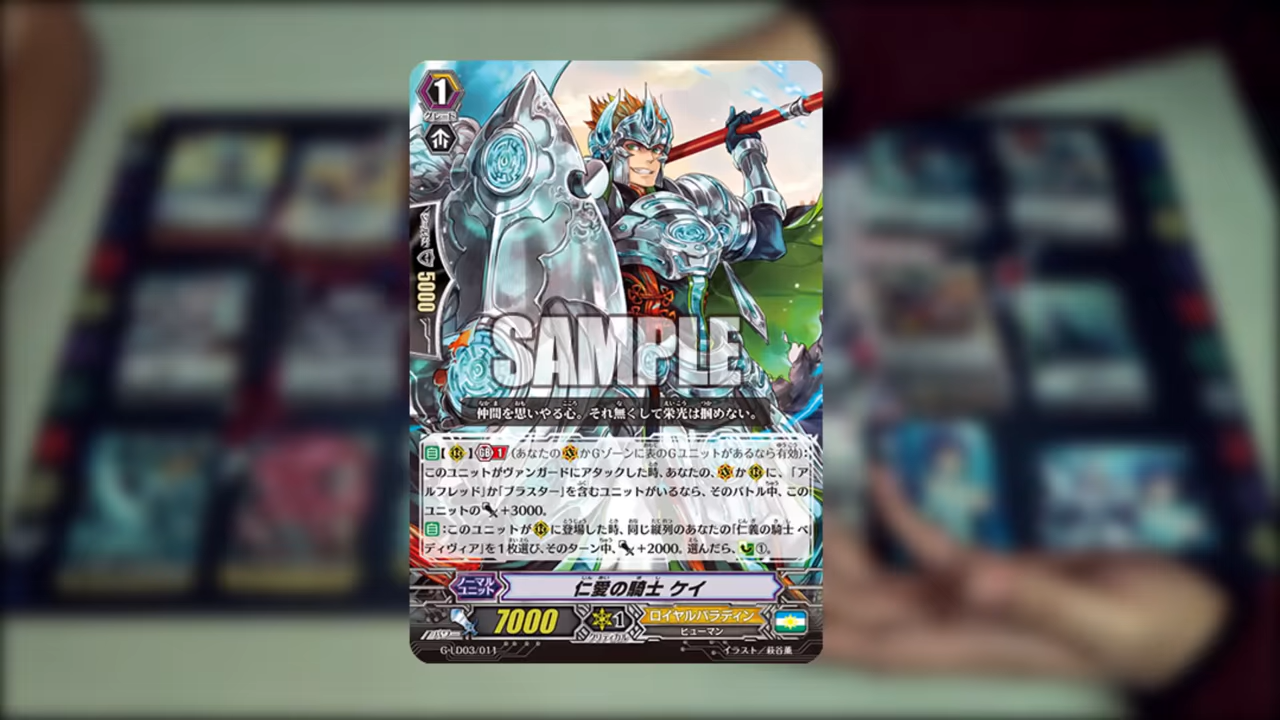 1
グレード
シールド
5000
SAMPLE
仲間を思いやる心。それ無くして栄光は掴めない。
【 】GB 1 (あなたの かGゾーンに表のGユニットがあるなら有効):
このユニットがヴァンガードにアタックした時、あなたの、 か に、「ア
ルフレッド」か「ブラスター」を含むユニットがいるなら、そのバトル中、この
ユニットの +3000。
:このユニットが に登場した時、同じ縦列のあなたの「仁義の騎士 ベ
ディヴィア」を1枚選び、そのターン中、 +2000。選んだら、 ①。
ノーマル
ユニット
仁愛の騎士 ケイ
パワー
7000
1
クリティカル
ロイヤルパラディン
ヒューマン
G-LD03/011
イラスト/萩谷薫